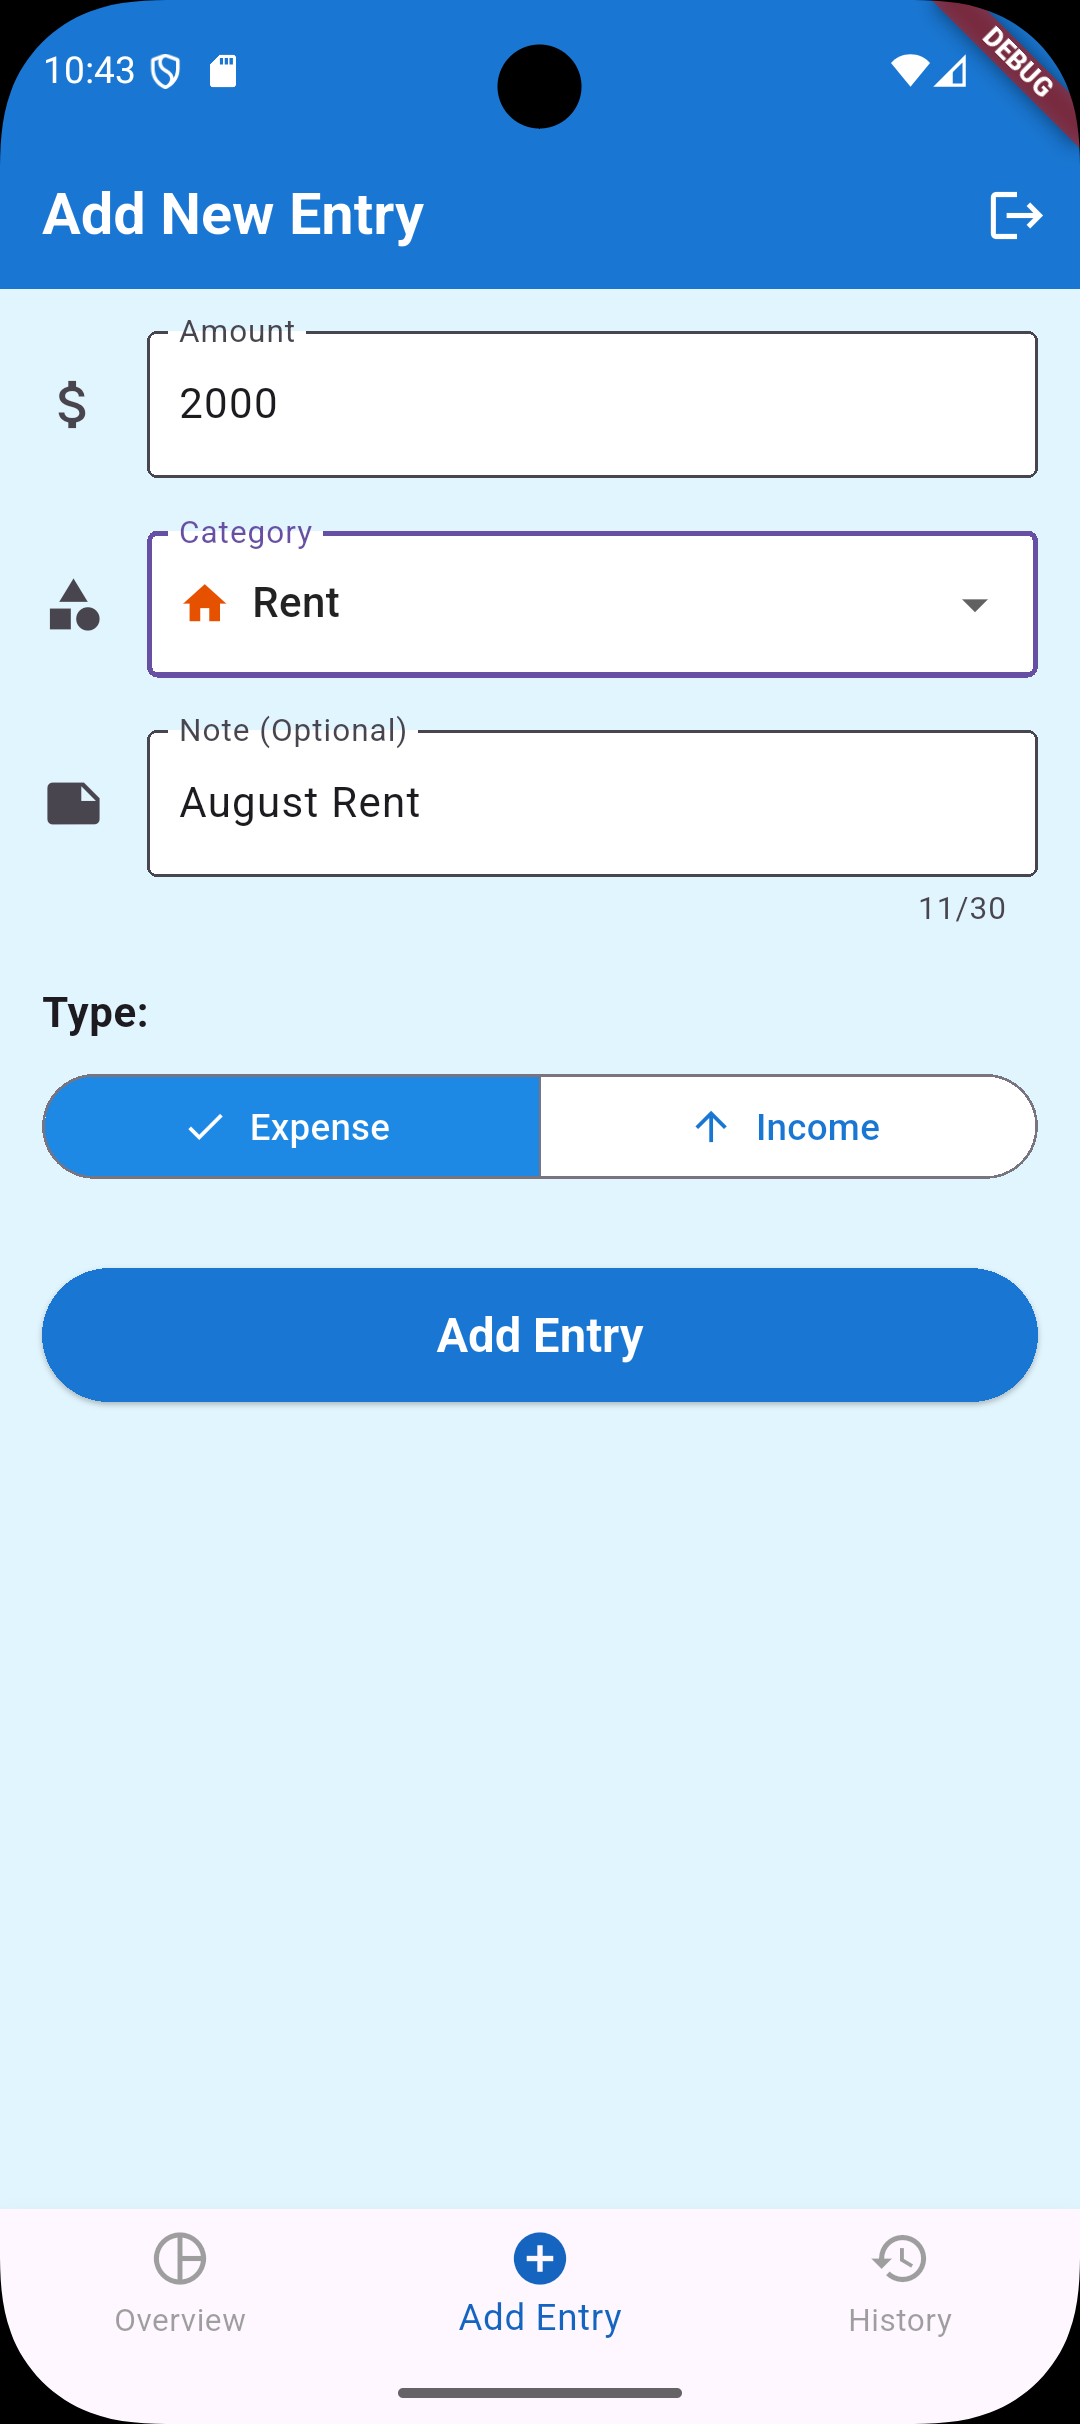 10:43
DEBUG
Add New Entry
Amount
$ 2000
Category
Rent
Note (Optional)
August Rent
11/30
Type:
Expense Income
Add Entry
Overview Add Entry History